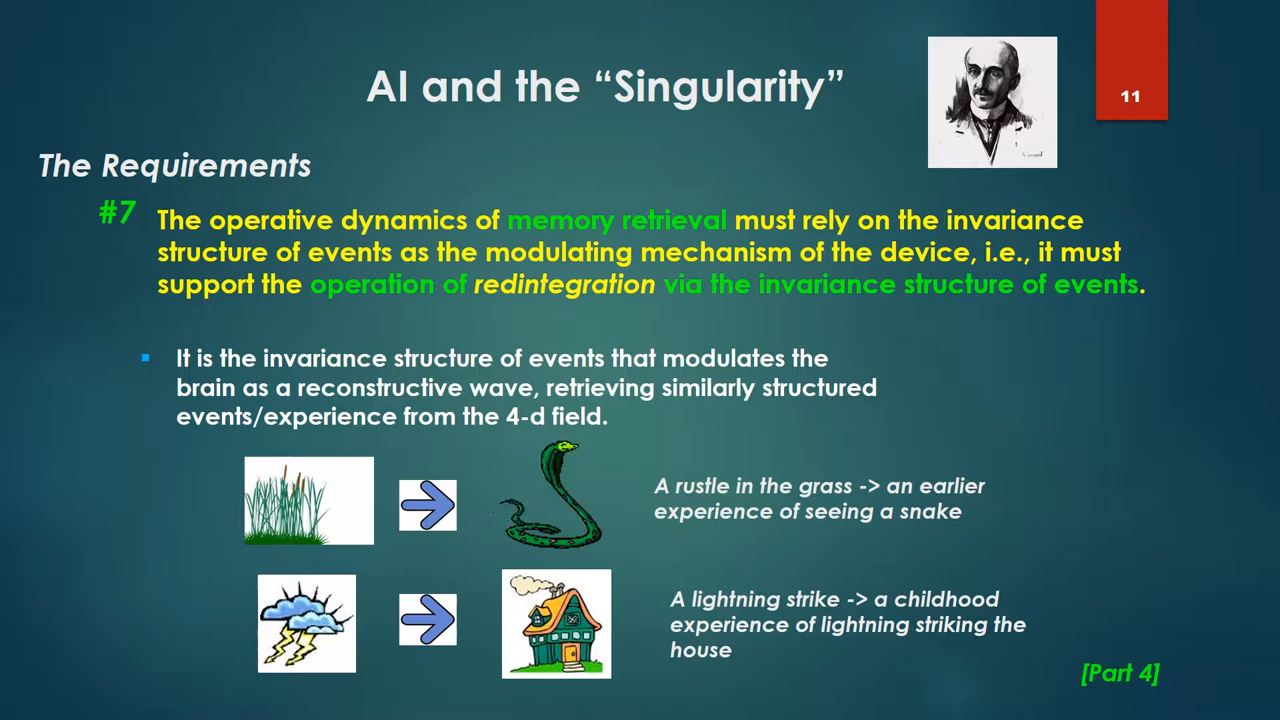 AI and the “Singularity”
11
The Requirements
#7
The operative dynamics of memory retrieval must rely on the invariance
structure of events as the modulating mechanism of the device, i.e., it must
support the operation of redintegration via the invariance structure of events.
▪ It is the invariance structure of events that modulates the
brain as a reconstructive wave, retrieving similarly structured
events/experience from the 4-d field.
A rustle in the grass -> an earlier
experience of seeing a snake
A lightning strike -> a childhood
experience of lightning striking the
house
[Part 4]